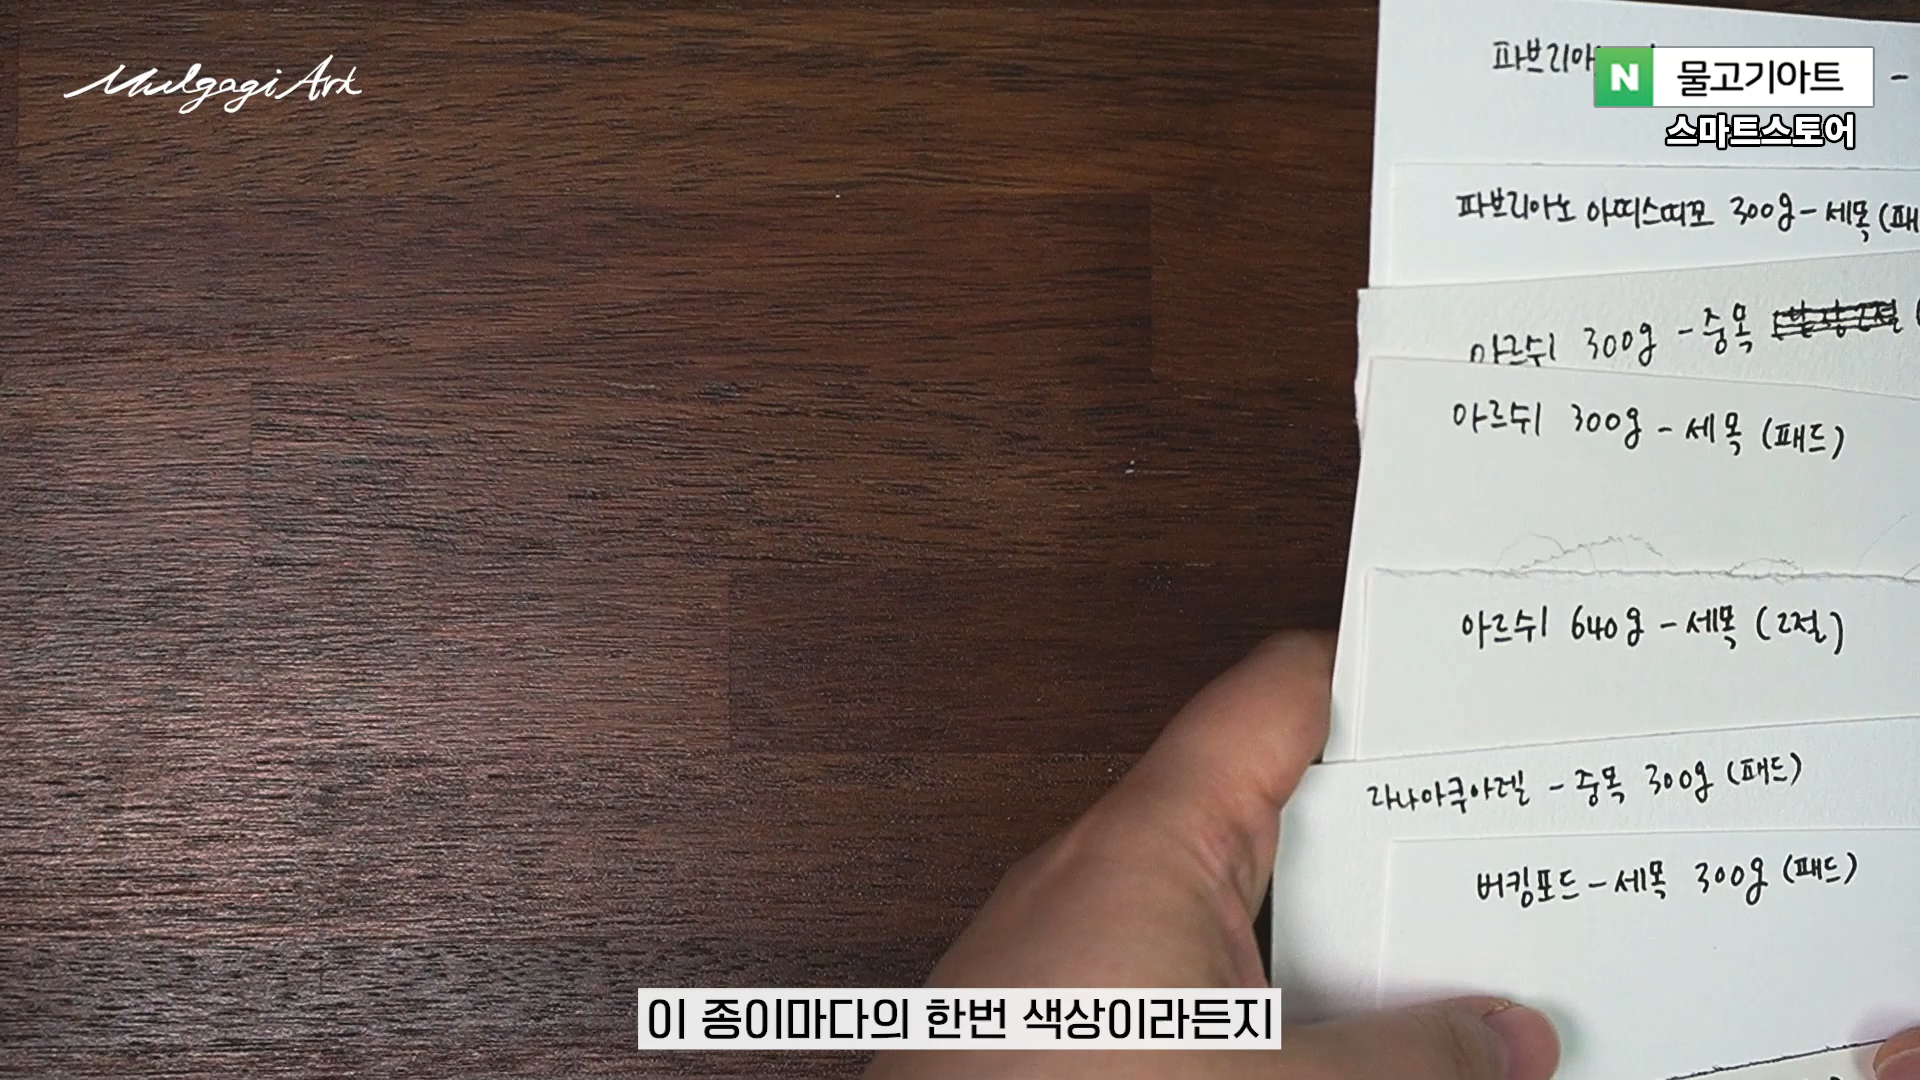 Mulgogi Art
N 물고기아트
스마트스토어
파브리아
파브리아노 아띠스띠꼬 300g - 세목 (패
아르쉬 300g - 중목
아르쉬 300g - 세목 (패드)
아르쉬 640g - 세목 (2절)
라나아쿠아렐 - 중목 300g (패드)
버킹포드 - 세목 300g (패드)
이 종이마다의 한번 색상이라든지